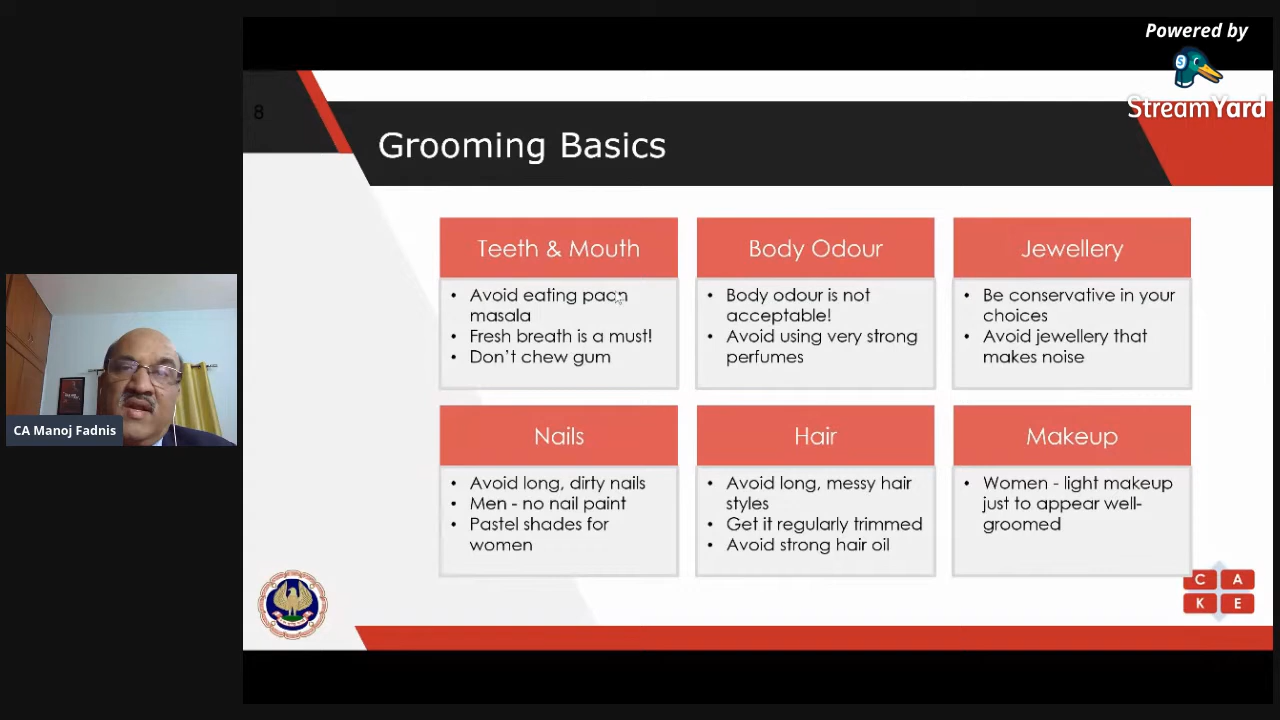 Powered by
StreamYard
8
Grooming Basics
Teeth & Mouth
• Avoid eating paan
masala
• Fresh breath is a must!
• Don't chew gum
Body Odour
• Body odour is not
acceptable!
• Avoid using very strong
perfumes
Jewellery
• Be conservative in your
choices
• Avoid jewellery that
makes noise
CA Manoj Fadnis
Nails
• Avoid long, dirty nails
• Men - no nail paint
• Pastel shades for
women
Hair
• Avoid long, messy hair
styles
• Get it regularly trimmed
• Avoid strong hair oil
Makeup
• Women - light makeup
just to appear well-
groomed
C A
K E